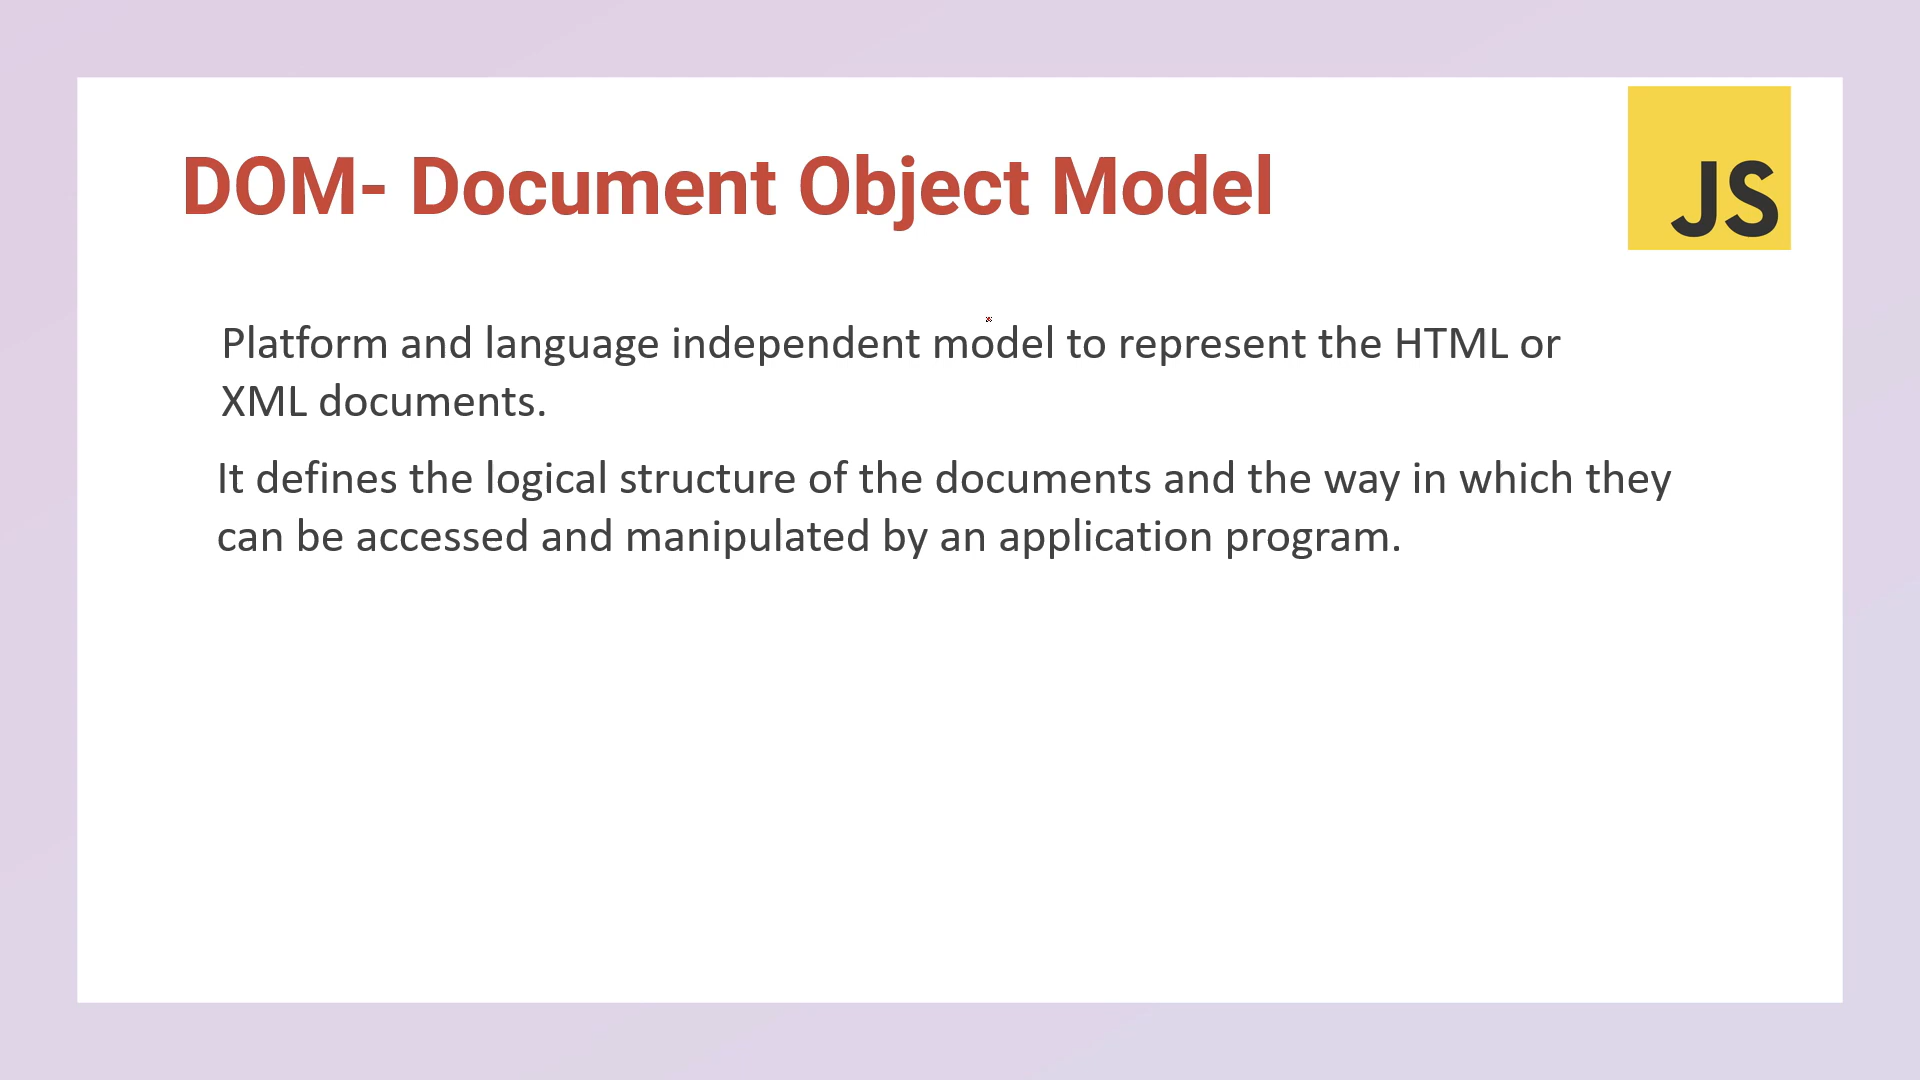 DOM- Document Object Model
JS
Platform and language independent model to represent the HTML or
XML documents.
It defines the logical structure of the documents and the way in which they
can be accessed and manipulated by an application program.